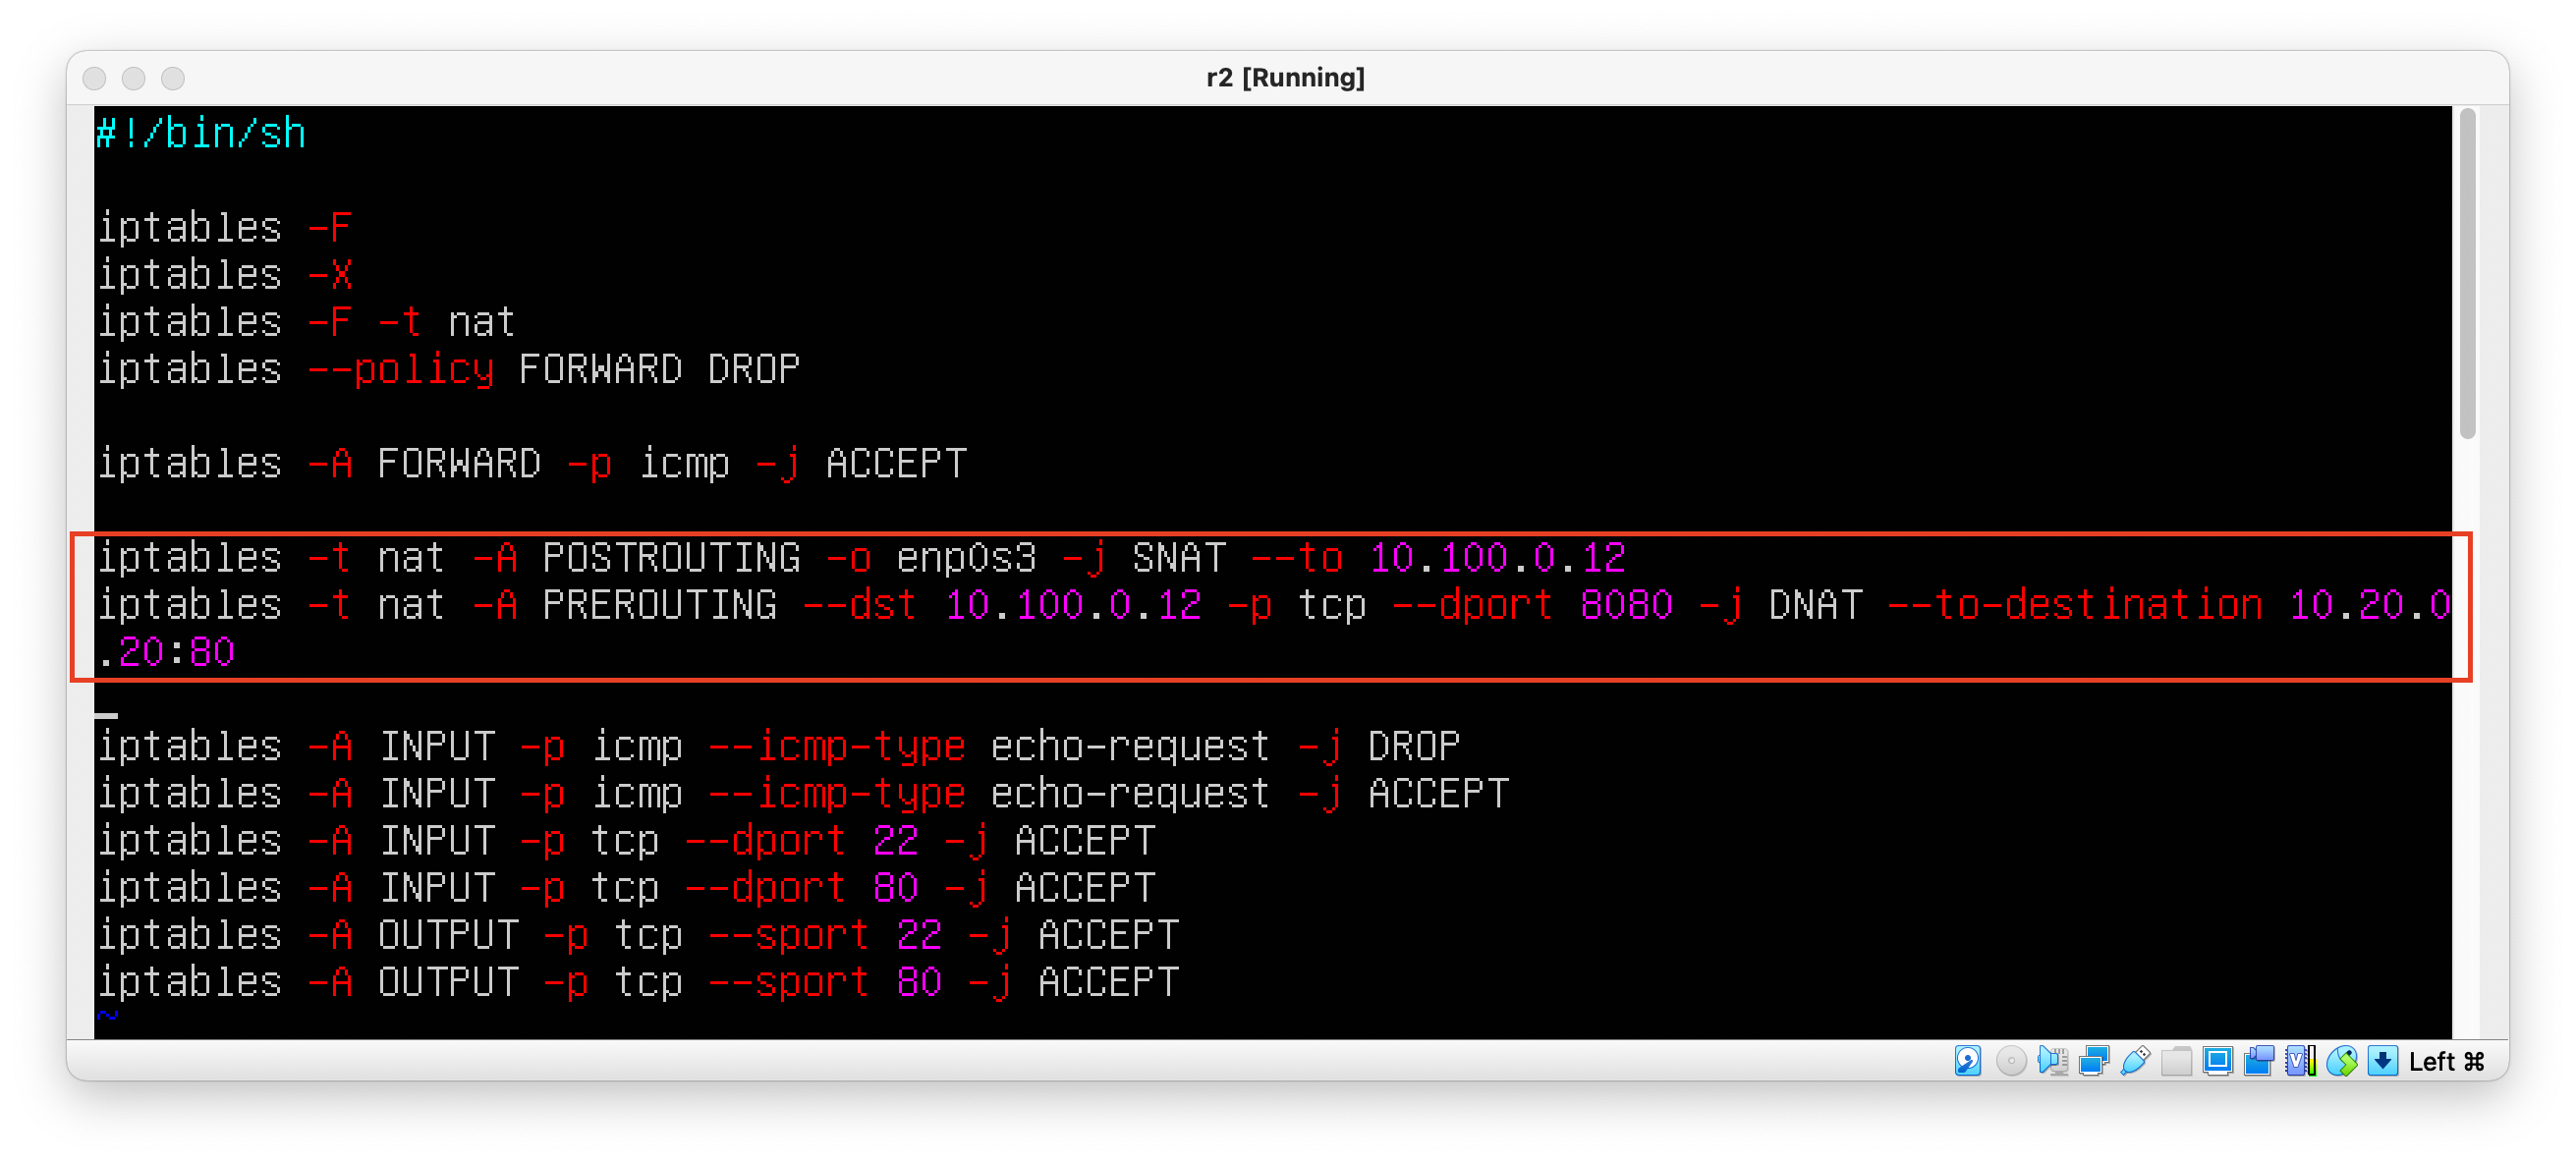 r2 [Running]
#!/bin/sh
iptables -F
iptables -X
iptables -F -t nat
iptables --policy FORWARD DROP
iptables -A FORWARD -p icmp -j ACCEPT
iptables -t nat -A POSTROUTING -o enp0s3 -j SNAT --to 10.100.0.12
iptables -t nat -A PREROUTING --dst 10.100.0.12 -p tcp --dport 8080 -j DNAT --to-destination 10.20.0
.20:80
iptables -A INPUT -p icmp --icmp-type echo-request -j DROP
iptables -A INPUT -p icmp --icmp-type echo-request -j ACCEPT
iptables -A INPUT -p tcp --dport 22 -j ACCEPT
iptables -A INPUT -p tcp --dport 80 -j ACCEPT
iptables -A OUTPUT -p tcp --sport 22 -j ACCEPT
iptables -A OUTPUT -p tcp --sport 80 -j ACCEPT
~
Left ⌘